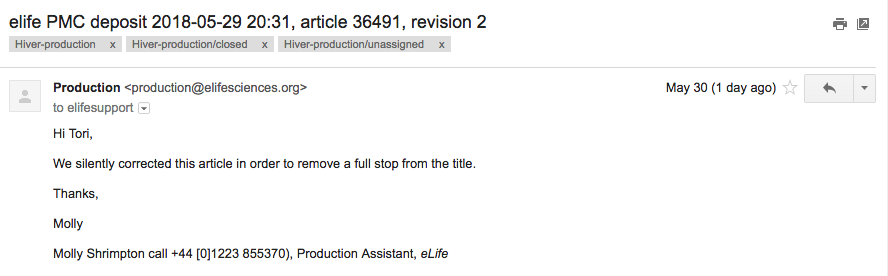 elife PMC deposit 2018-05-29 20:31, article 36491, revision 2
Hiver-production x Hiver-production/closed x Hiver-production/unassigned x
Production <production@elifesciences.org> May 30 (1 day ago)
to elifesupport
Hi Tori,
We silently corrected this article in order to remove a full stop from the title.
Thanks,
Molly
Molly Shrimpton call +44 [0]1223 855370), Production Assistant, eLife